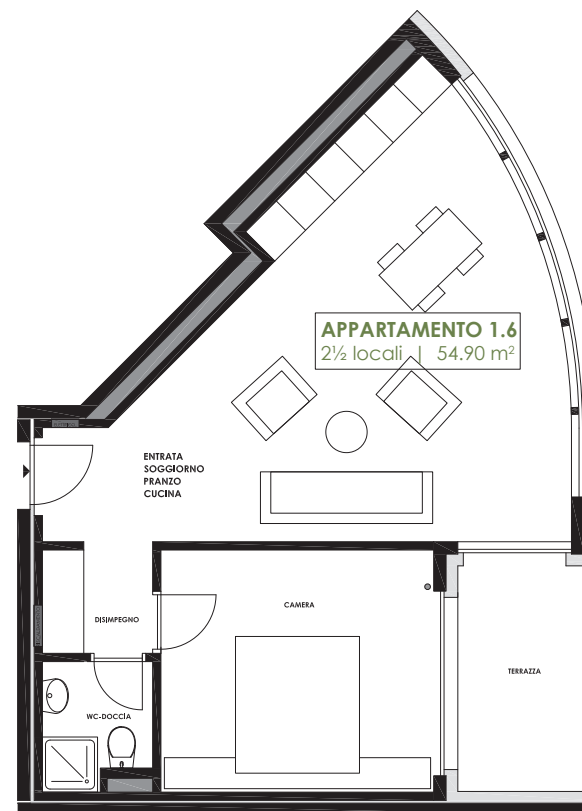 APPARTAMENTO 1.6
2½ locali | 54.90 m²
ENTRATA
SOGGIORNO
PRANZO
CUCINA
CAMERA
DISIMPEGNO
TERRAZZA
WC-DOCCIA